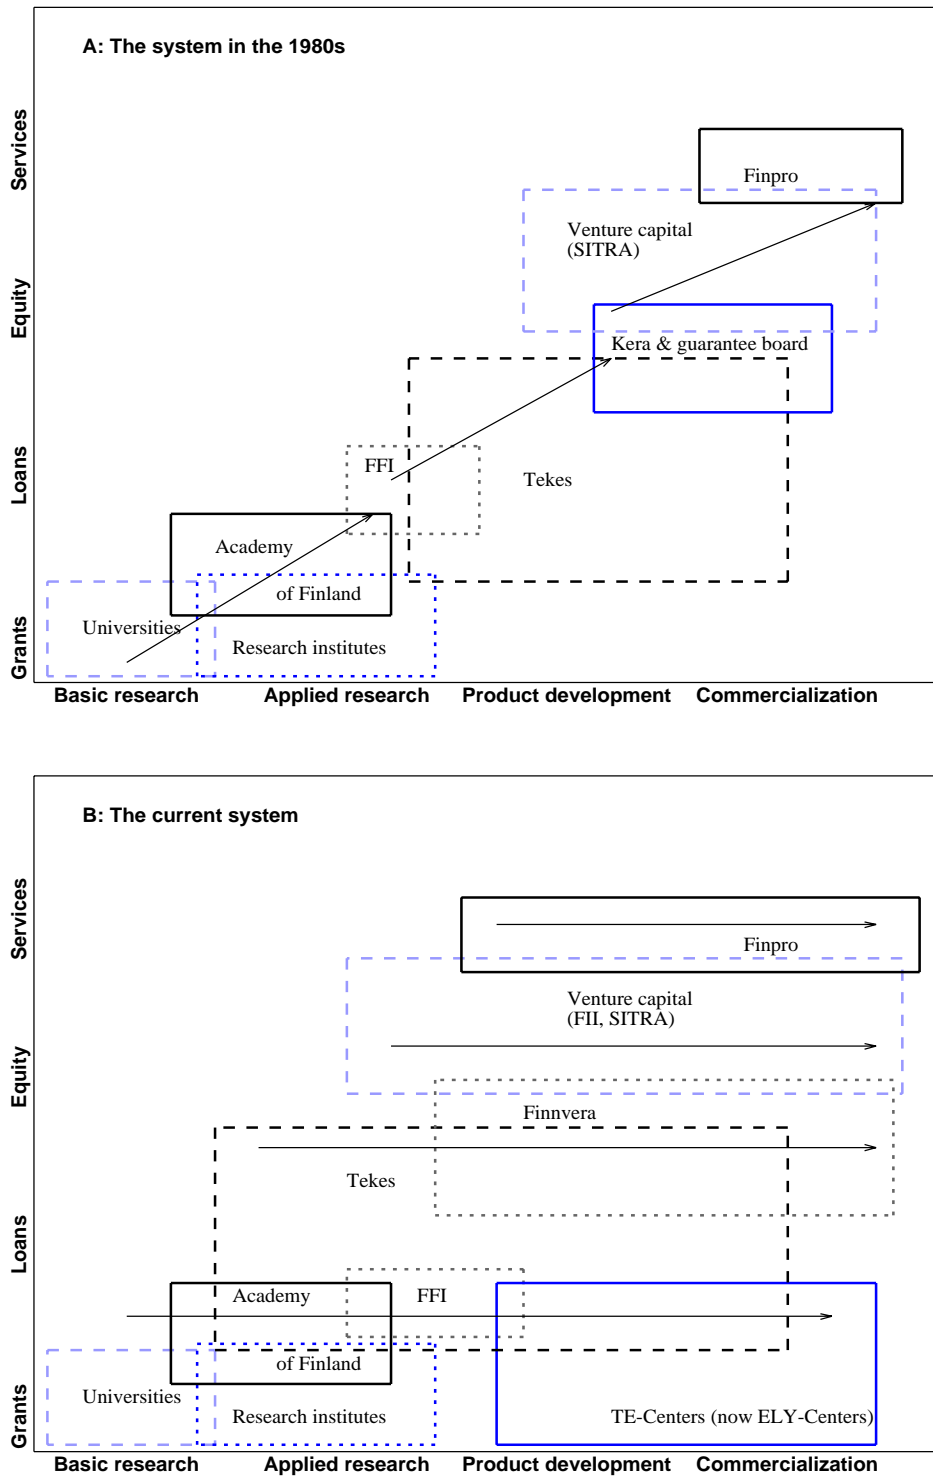 A: The system in the 1980s
Services
Equity
Loans
Grants
Finpro
Venture capital
(SITRA)
Kera & guarantee board
FFI
Tekes
Academy
of Finland
Universities
Research institutes
Basic research
Applied research
Product development
Commercialization
B: The current system
Services
Equity
Loans
Grants
Finpro
Venture capital
(FII, SITRA)
Finnvera
Tekes
Academy
FFI
of Finland
Universities
Research institutes
TE-Centers (now ELY-Centers)
Basic research
Applied research
Product development
Commercialization